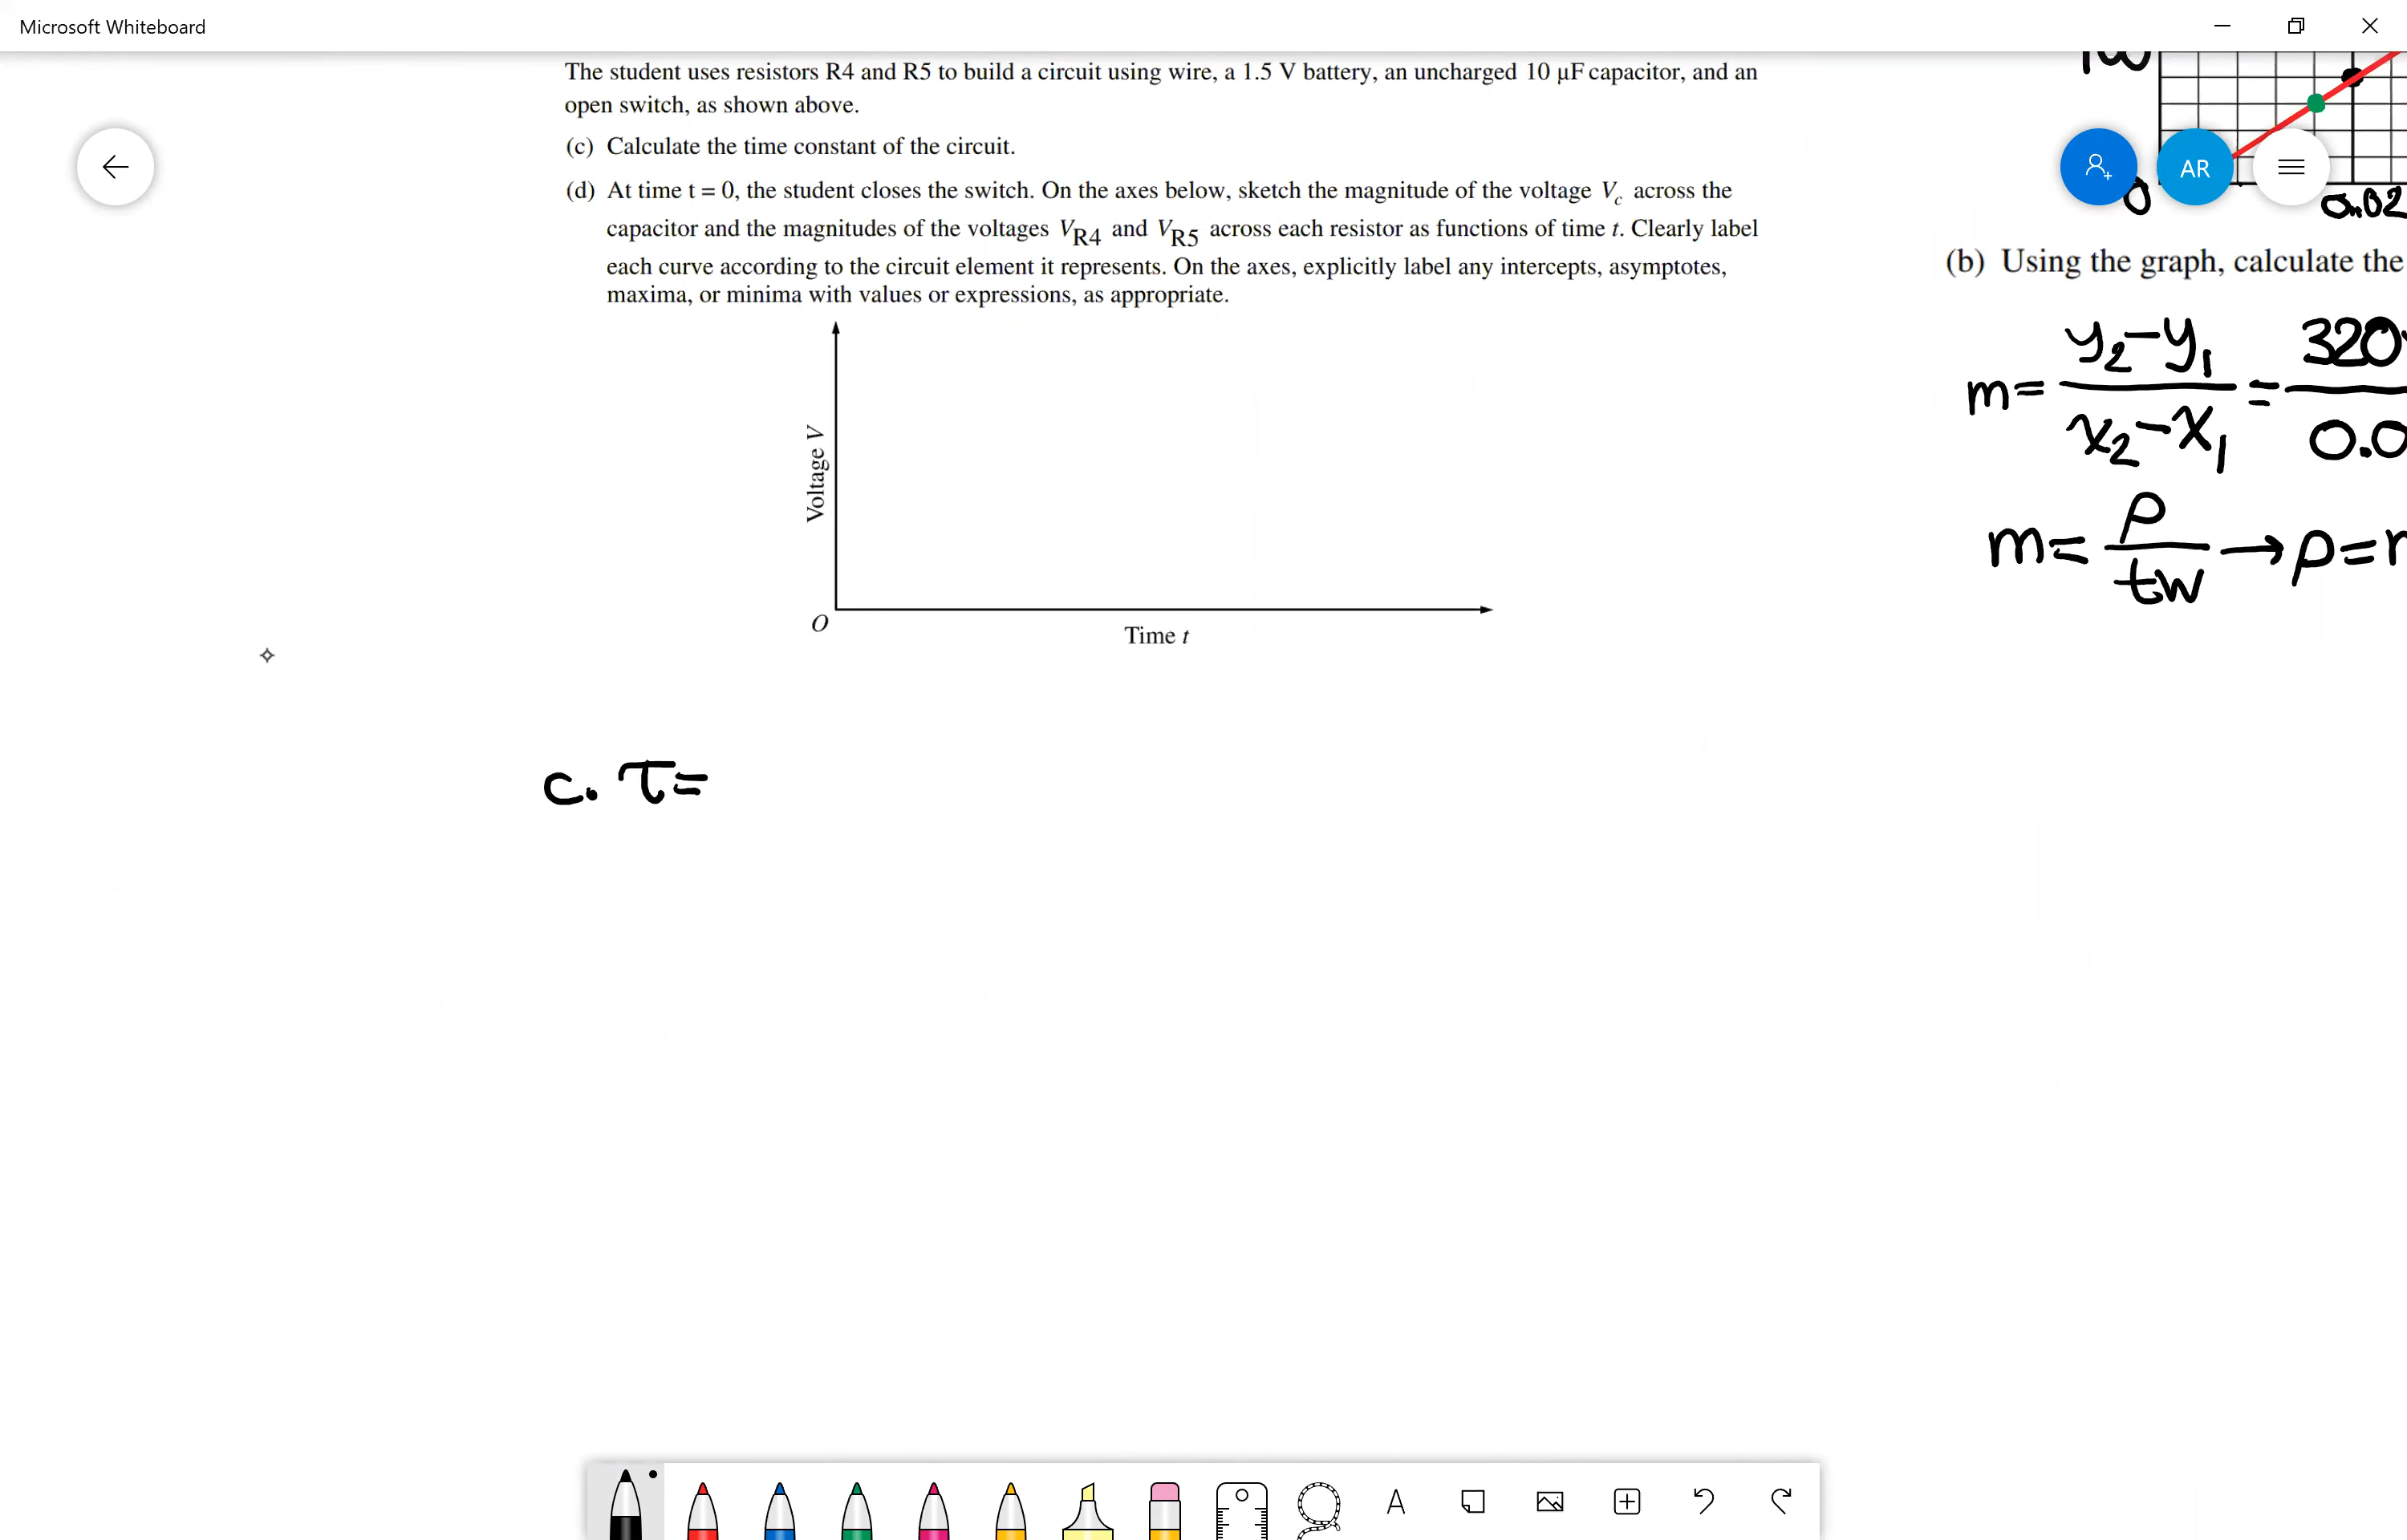 Microsoft Whiteboard
The student uses resistors R4 and R5 to build a circuit using wire, a 1.5 V battery, an uncharged 10 μF capacitor, and an
open switch, as shown above.
(c) Calculate the time constant of the circuit.
(d) At time t = 0, the student closes the switch. On the axes below, sketch the magnitude of the voltage Vc across the
capacitor and the magnitudes of the voltages VR4 and VR5 across each resistor as functions of time t. Clearly label
each curve according to the circuit element it represents. On the axes, explicitly label any intercepts, asymptotes,
maxima, or minima with values or expressions, as appropriate.
Voltage V
O
Time t
c. τ=
AR
0
0.02
(b) Using the graph, calculate the
m= y2-y1 / x2-x1 = 320 / 0.0
m= ρ / tw → ρ=
A